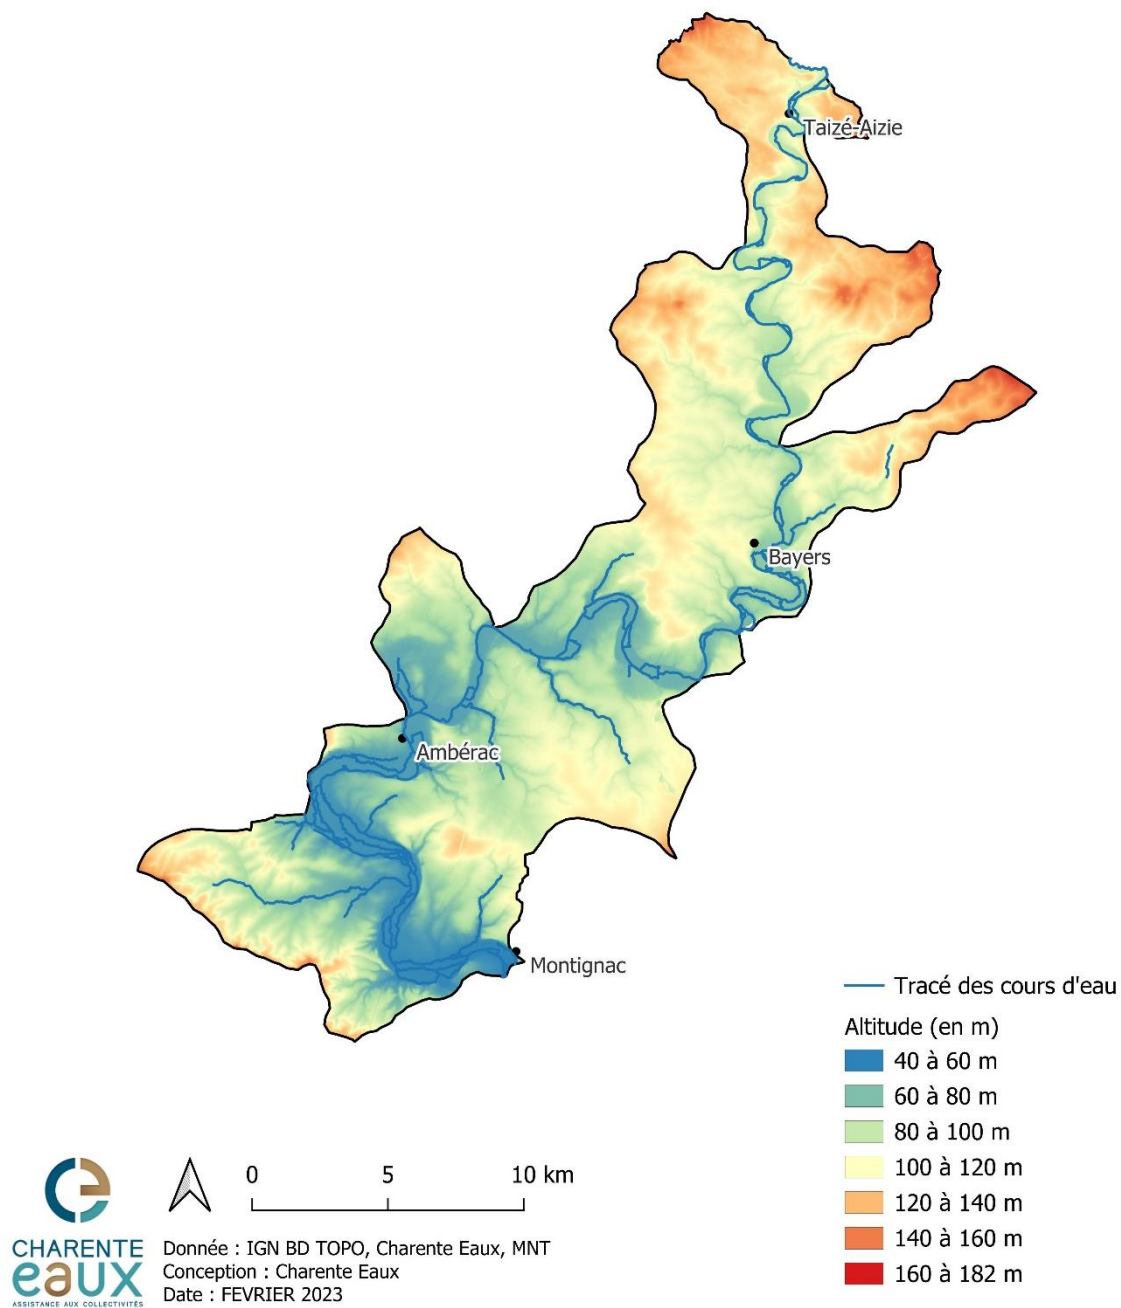 Taizé-Aizie
Bayers
Ambérac
Montignac
Tracé des cours d'eau
Altitude (en m)
40 à 60 m
60 à 80 m
80 à 100 m
100 à 120 m
120 à 140 m
140 à 160 m
160 à 182 m
0 5 10 km
CHARENTE
eaux
ASSISTANCE AUX COLLECTIVITÉS
Donnée : IGN BD TOPO, Charente Eaux, MNT
Conception : Charente Eaux
Date : FEVRIER 2023